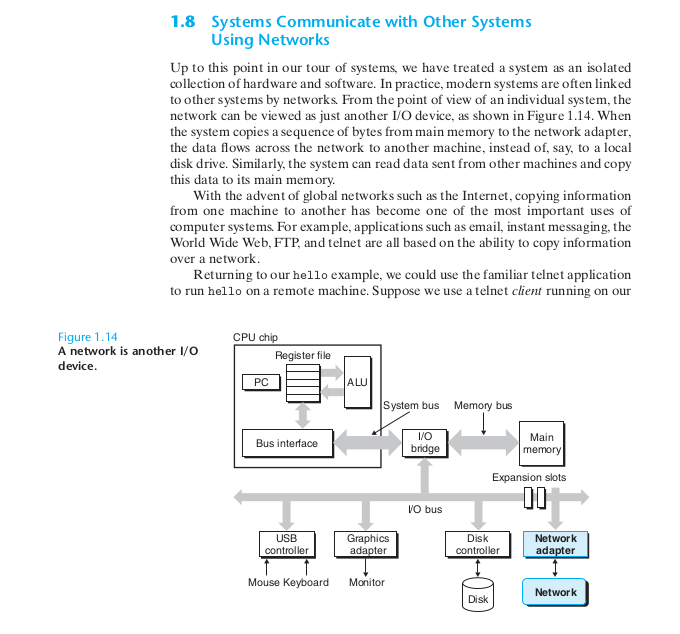 1.8 Systems Communicate with Other Systems
Using Networks
Up to this point in our tour of systems, we have treated a system as an isolated
collection of hardware and software. In practice, modern systems are often linked
to other systems by networks. From the point of view of an individual system, the
network can be viewed as just another I/O device, as shown in Figure 1.14. When
the system copies a sequence of bytes from main memory to the network adapter,
the data flows across the network to another machine, instead of, say, to a local
disk drive. Similarly, the system can read data sent from other machines and copy
this data to its main memory.
With the advent of global networks such as the Internet, copying information
from one machine to another has become one of the most important uses of
computer systems. For example, applications such as email, instant messaging, the
World Wide Web, FTP, and telnet are all based on the ability to copy information
over a network.
Returning to our hello example, we could use the familiar telnet application
to run hello on a remote machine. Suppose we use a telnet client running on our
Figure 1.14
A network is another I/O
device.
CPU chip
Register file
PC
ALU
System bus
Memory bus
Bus interface
I/O
bridge
Main
memory
Expansion slots
I/O bus
USB
controller
Graphics
adapter
Disk
controller
Network
adapter
Mouse Keyboard
Monitor
Disk
Network